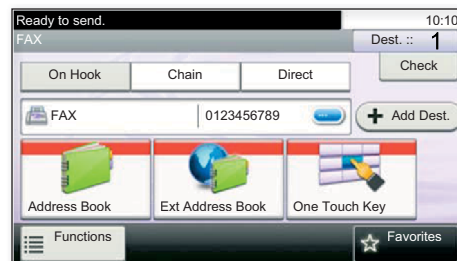 Ready to send. 10:10
FAX Dest. :: 1
On Hook Chain Direct Check
FAX 0123456789 Add Dest.
Address Book Ext Address Book One Touch Key
Functions Favorites